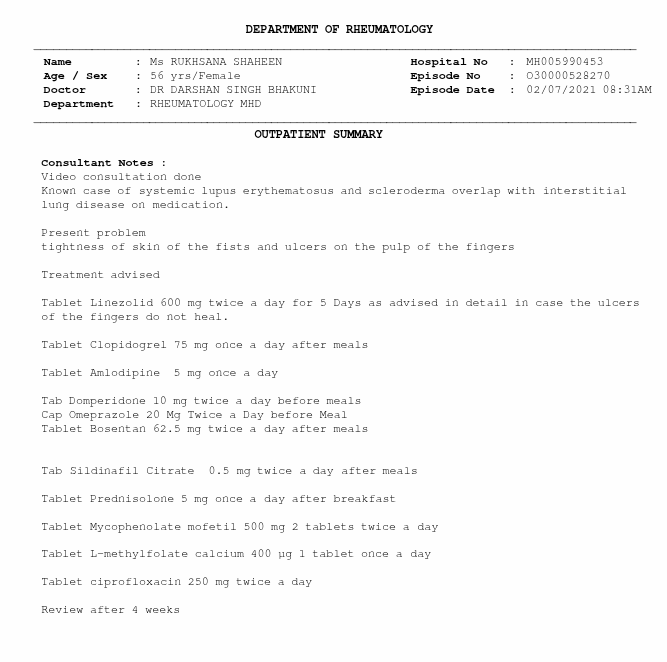 DEPARTMENT OF RHEUMATOLOGY
Name : Ms RUKHSANA SHAHEEN Hospital No : MH005990453
Age / Sex : 56 yrs/Female Episode No : O30000528270
Doctor : DR DARSHAN SINGH BHAKUNI Episode Date : 02/07/2021 08:31AM
Department : RHEUMATOLOGY MHD
OUTPATIENT SUMMARY
Consultant Notes :
Video consultation done
Known case of systemic lupus erythematosus and scleroderma overlap with interstitial
lung disease on medication.
Present problem
tightness of skin of the fists and ulcers on the pulp of the fingers
Treatment advised
Tablet Linezolid 600 mg twice a day for 5 Days as advised in detail in case the ulcers
of the fingers do not heal.
Tablet Clopidogrel 75 mg once a day after meals
Tablet Amlodipine 5 mg once a day
Tab Domperidone 10 mg twice a day before meals
Cap Omeprazole 20 Mg Twice a Day before Meal
Tablet Bosentan 62.5 mg twice a day after meals
Tab Sildinafil Citrate 0.5 mg twice a day after meals
Tablet Prednisolone 5 mg once a day after breakfast
Tablet Mycophenolate mofetil 500 mg 2 tablets twice a day
Tablet L-methylfolate calcium 400 µg 1 tablet once a day
Tablet ciprofloxacin 250 mg twice a day
Review after 4 weeks